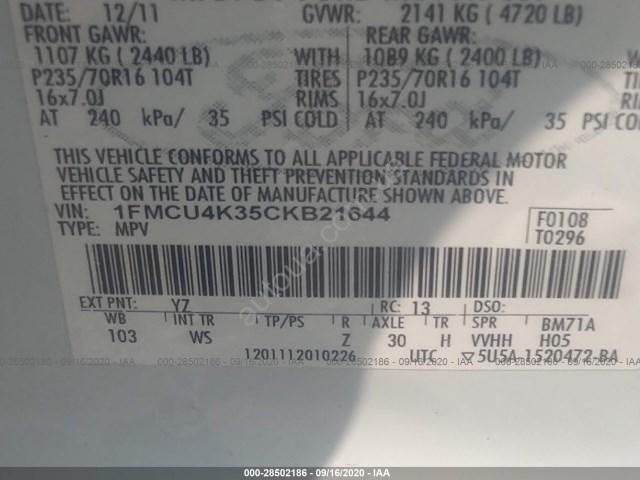 DATE: 12/11 GVWR: 2141 KG ( 4720 LB)
FRONT GAWR: REAR GAWR:
1107 KG ( 2440 LB) WITH 1089 KG ( 2400 LB)
P235/70R16 104T TIRES P235/70R16 104T
16x7.0J RIMS 16x7.0J
AT 240 kPa/ 35 PSI COLD AT 240 kPa/ 35 PSI COL
THIS VEHICLE CONFORMS TO ALL APPLICABLE FEDERAL MOTOR
VEHICLE SAFETY AND THEFT PREVENTION STANDARDS IN
EFFECT ON THE DATE OF MANUFACTURE SHOWN ABOVE.
VIN: 1FMCU4K35CKB21644
TYPE: MPV
F0108
T0296
EXT PNT: YZ RC: 13 DSO:
WB INT TR TP/PS R AXLE TR SPR BM71A
103 WS Z 30 H VVHH H05
1201112010226 UTC ▽5U5A-1520472-BA
000-28502186 - 09/16/2020 - IAA